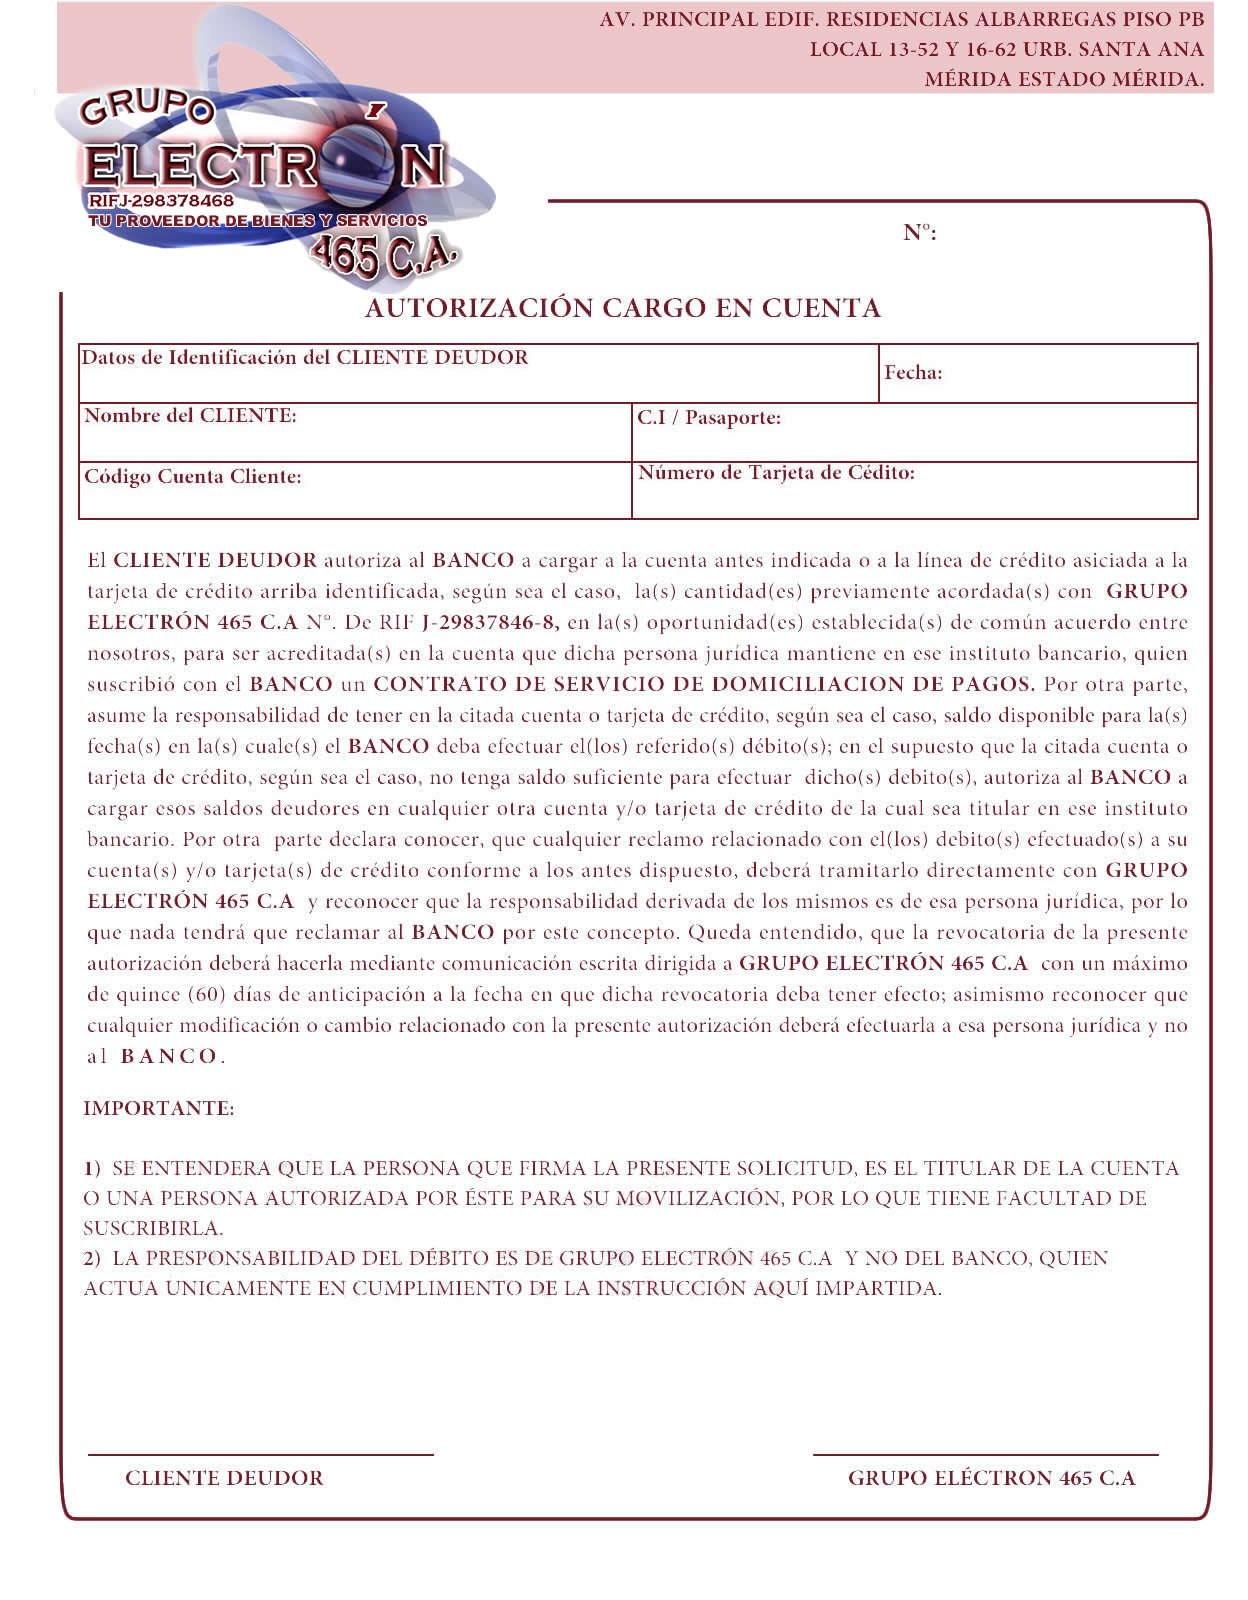 AV. PRINCIPAL EDIF. RESIDENCIAS ALBARREGAS PISO PB
LOCAL 13-52 Y 16-62 URB. SANTA ANA
MÉRIDA ESTADO MÉRIDA.
GRUPO
ELECTRÓN
RIFJ-298378468
TU PROVEEDOR DE BIENES Y SERVICIOS
465 C.A.
Nº:
AUTORIZACIÓN CARGO EN CUENTA
Datos de Identificación del CLIENTE DEUDOR
Fecha:
Nombre del CLIENTE:
C.I / Pasaporte:
Código Cuenta Cliente:
Número de Tarjeta de Cédito:
El CLIENTE DEUDOR autoriza al BANCO a cargar a la cuenta antes indicada o a la línea de crédito asiciada a la
tarjeta de crédito arriba identificada, según sea el caso, la(s) cantidad(es) previamente acordada(s) con GRUPO
ELECTRÓN 465 C.A Nº. De RIF J-29837846-8, en la(s) oportunidad(es) establecida(s) de común acuerdo entre
nosotros, para ser acreditada(s) en la cuenta que dicha persona jurídica mantiene en ese instituto bancario, quien
suscribió con el BANCO un CONTRATO DE SERVICIO DE DOMICILIACION DE PAGOS. Por otra parte,
asume la responsabilidad de tener en la citada cuenta o tarjeta de crédito, según sea el caso, saldo disponible para la(s)
fecha(s) en la(s) cuale(s) el BANCO deba efectuar el(los) referido(s) débito(s); en el supuesto que la citada cuenta o
tarjeta de crédito, según sea el caso, no tenga saldo suficiente para efectuar dicho(s) debito(s), autoriza al BANCO a
cargar esos saldos deudores en cualquier otra cuenta y/o tarjeta de crédito de la cual sea titular en ese instituto
bancario. Por otra parte declara conocer, que cualquier reclamo relacionado con el(los) debito(s) efectuado(s) a su
cuenta(s) y/o tarjeta(s) de crédito conforme a los antes dispuesto, deberá tramitarlo directamente con GRUPO
ELECTRÓN 465 C.A y reconocer que la responsabilidad derivada de los mismos es de esa persona jurídica, por lo
que nada tendrá que reclamar al BANCO por este concepto. Queda entendido, que la revocatoria de la presente
autorización deberá hacerla mediante comunicación escrita dirigida a GRUPO ELECTRÓN 465 C.A con un máximo
de quince (60) días de anticipación a la fecha en que dicha revocatoria deba tener efecto; asimismo reconocer que
cualquier modificación o cambio relacionado con la presente autorización deberá efectuarla a esa persona jurídica y no
al BANCO.
IMPORTANTE:
1) SE ENTENDERA QUE LA PERSONA QUE FIRMA LA PRESENTE SOLICITUD, ES EL TITULAR DE LA CUENTA
O UNA PERSONA AUTORIZADA POR ÉSTE PARA SU MOVILIZACIÓN, POR LO QUE TIENE FACULTAD DE
SUSCRIBIRLA.
2) LA PRESPONSABILIDAD DEL DÉBITO ES DE GRUPO ELECTRÓN 465 C.A Y NO DEL BANCO, QUIEN
ACTUA UNICAMENTE EN CUMPLIMIENTO DE LA INSTRUCCIÓN AQUÍ IMPARTIDA.
CLIENTE DEUDOR
GRUPO ELÉCTRON 465 C.A